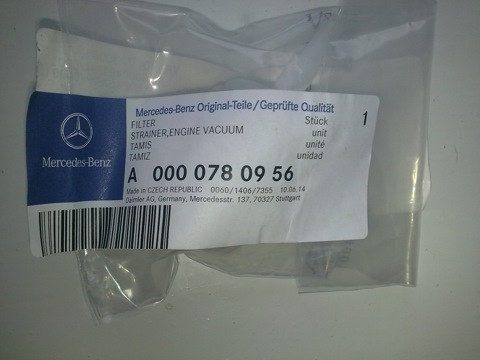 Mercedes-Benz Original-Teile/Geprüfte Qualität
FILTER Stück 1
STRAINER,ENGINE VACUUM unit
TAMIS unité
TAMIZ unidad
Mercedes-Benz
A 000 078 09 56
Made in CZECH REPUBLIC 0060/1406/7355 10.06.14
Daimler AG, Germany, Mercedesstr. 137, 70327 Stuttgart